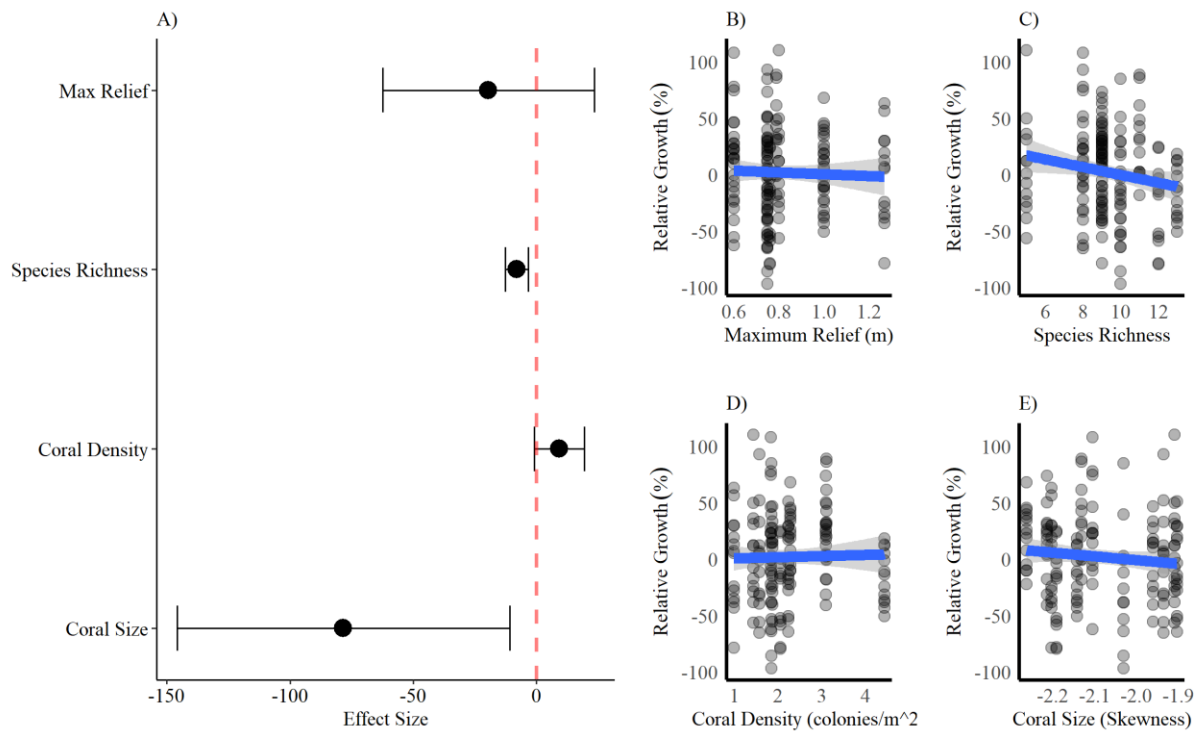 A)
Max Relief
Species Richness
Coral Density
Coral Size
-150
-100
-50
0
Effect Size
B)
Relative Growth (%)
100
50
0
-50
-100
0.6
0.8
1.0
1.2
Maximum Relief (m)
C)
Relative Growth (%)
100
50
0
-50
-100
6
8
10
12
Species Richness
D)
Relative Growth (%)
100
50
0
-50
-100
1
2
3
4
Coral Density (colonies/m^2
E)
Relative Growth (%)
100
50
0
-50
-100
-2.2
-2.1
-2.0
-1.9
Coral Size (Skewness)